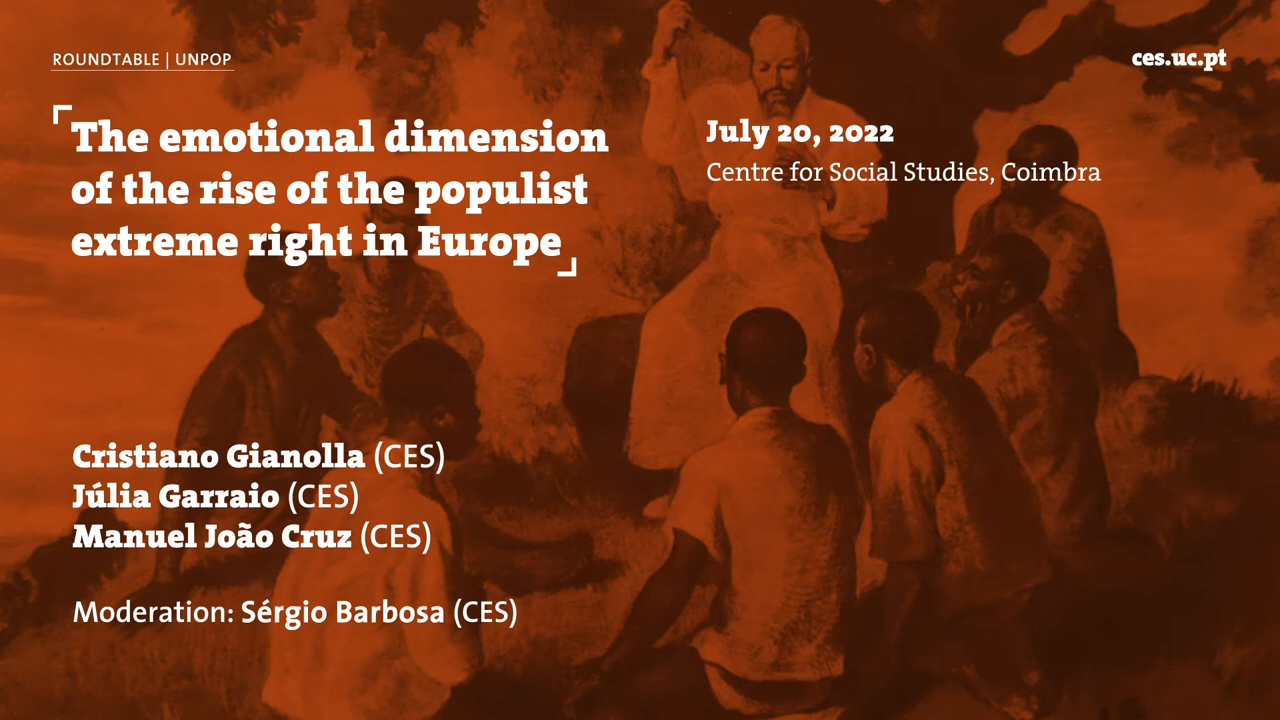 ROUNDTABLE | UNPOP
ces.uc.pt
The emotional dimension
of the rise of the populist
extreme right in Europe
July 20, 2022
Centre for Social Studies, Coimbra
Cristiano Gianolla (CES)
Júlia Garraio (CES)
Manuel João Cruz (CES)
Moderation: Sérgio Barbosa (CES)